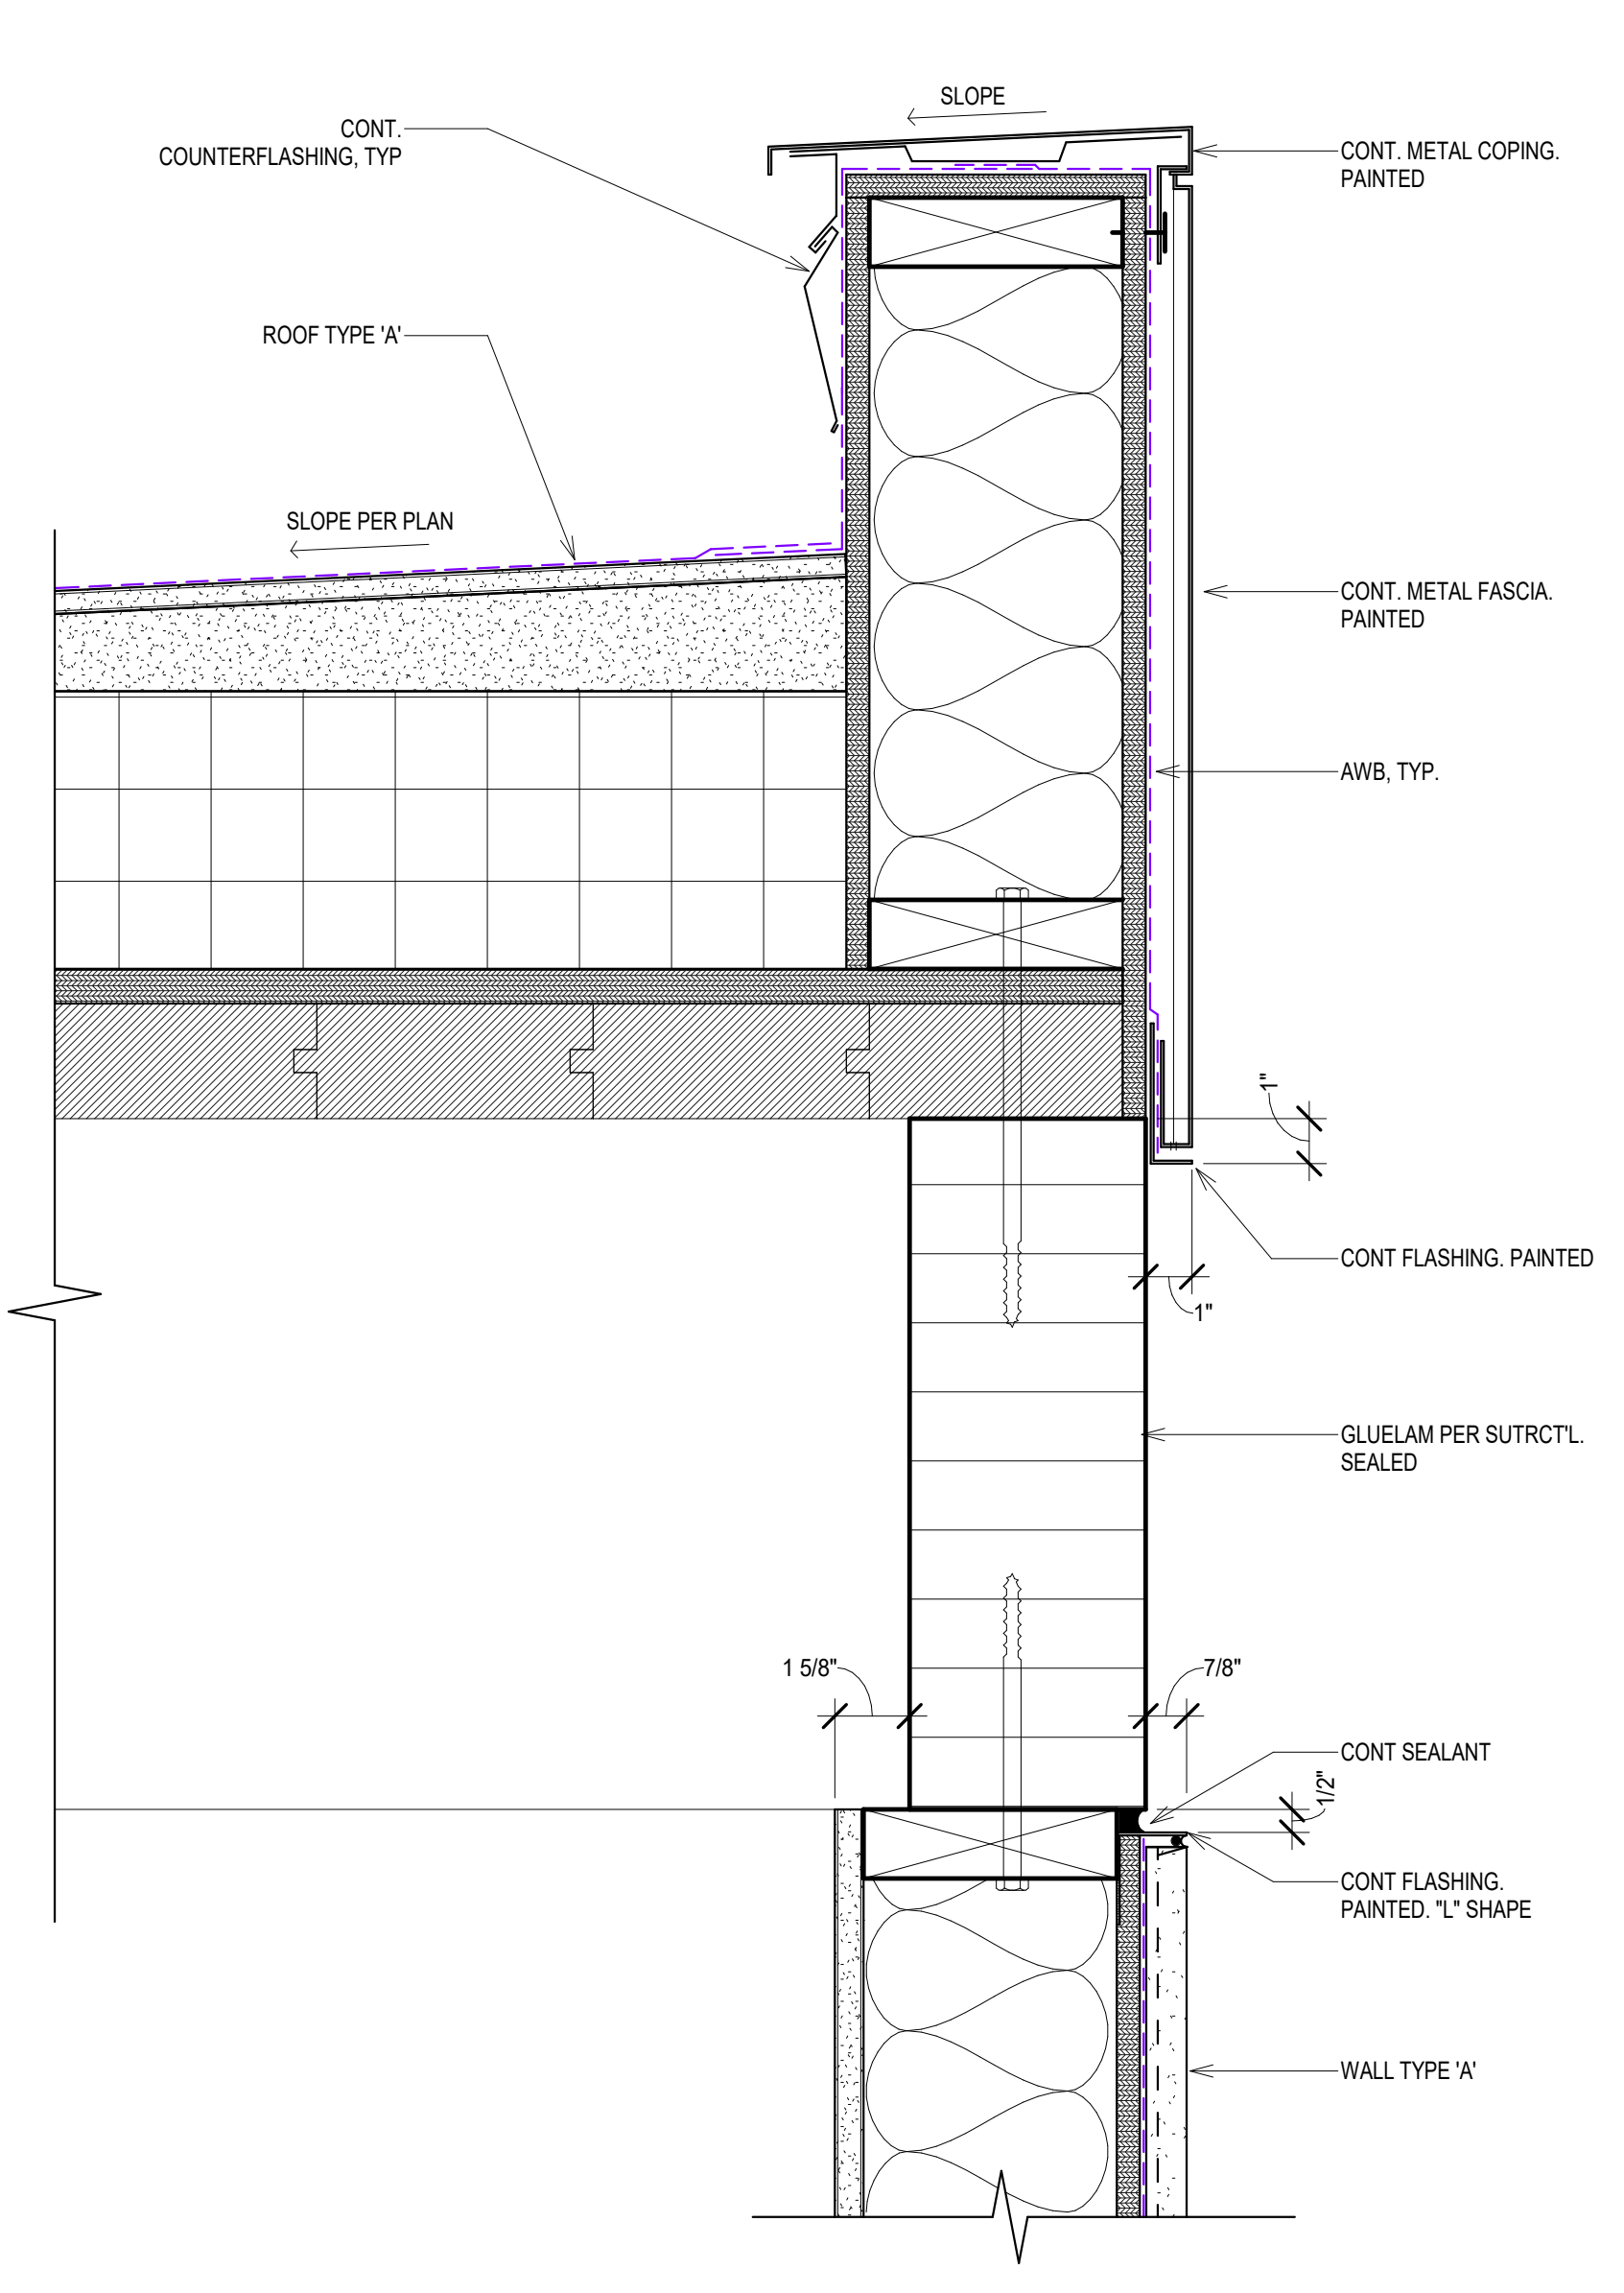 SLOPE
CONT.
COUNTERFLASHING, TYP
CONT. METAL COPING.
PAINTED
ROOF TYPE 'A'
SLOPE PER PLAN
CONT. METAL FASCIA.
PAINTED
AWB, TYP.
1"
CONT FLASHING. PAINTED
1"
GLUELAM PER SUTRCT'L.
SEALED
1 5/8"
7/8"
CONT SEALANT
1/2"
CONT FLASHING.
PAINTED. "L" SHAPE
WALL TYPE 'A'